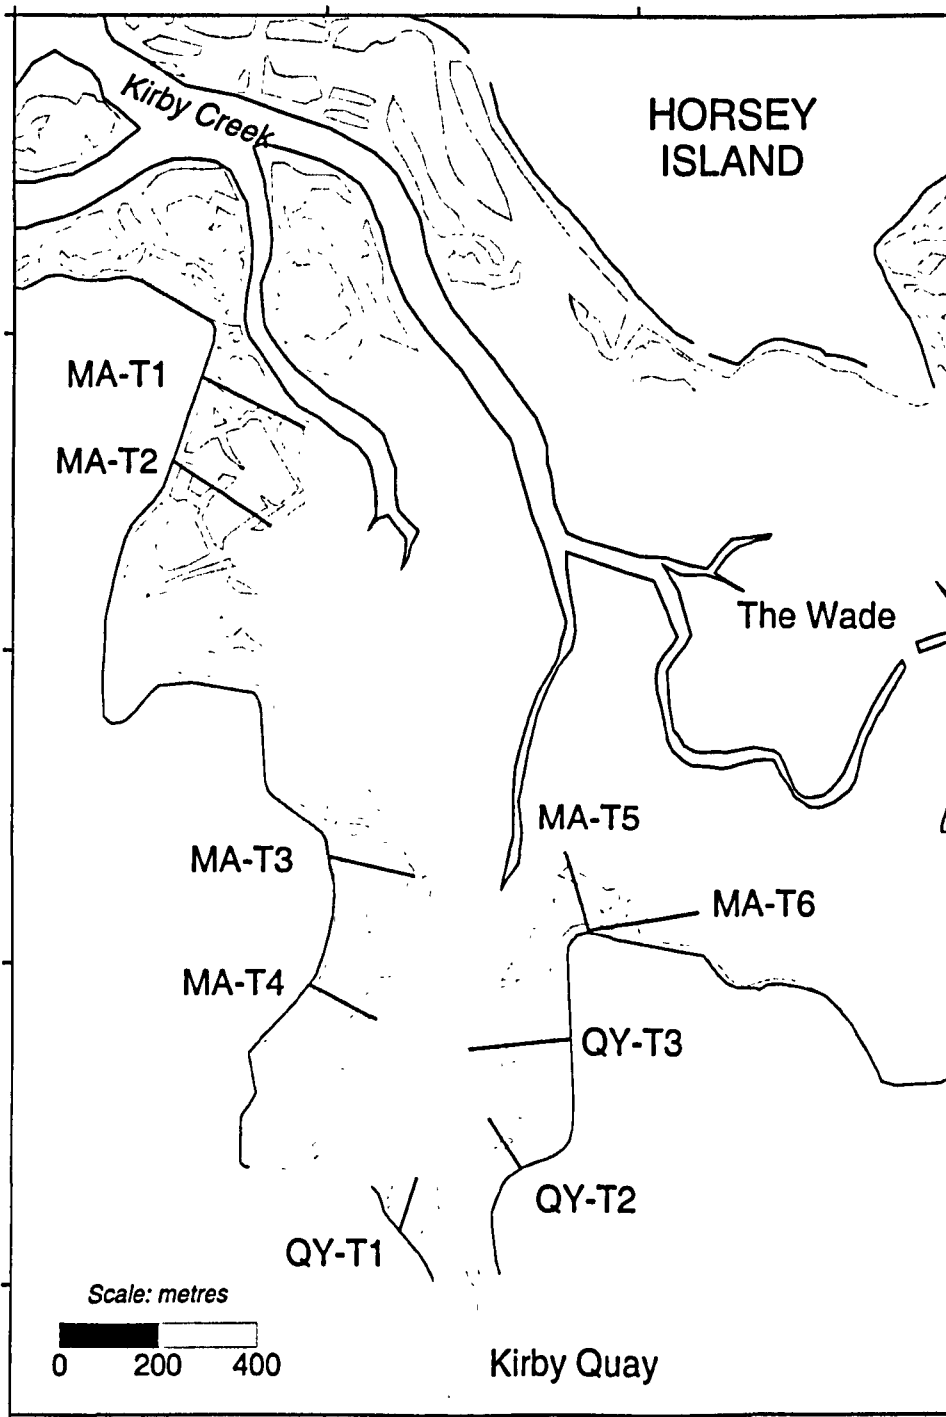 Kirby Creek
HORSEY
ISLAND
MA-T1
MA-T2
The Wade
MA-T5
MA-T3
MA-T6
MA-T4
QY-T3
QY-T2
QY-T1
Scale: metres
0 200 400
Kirby Quay